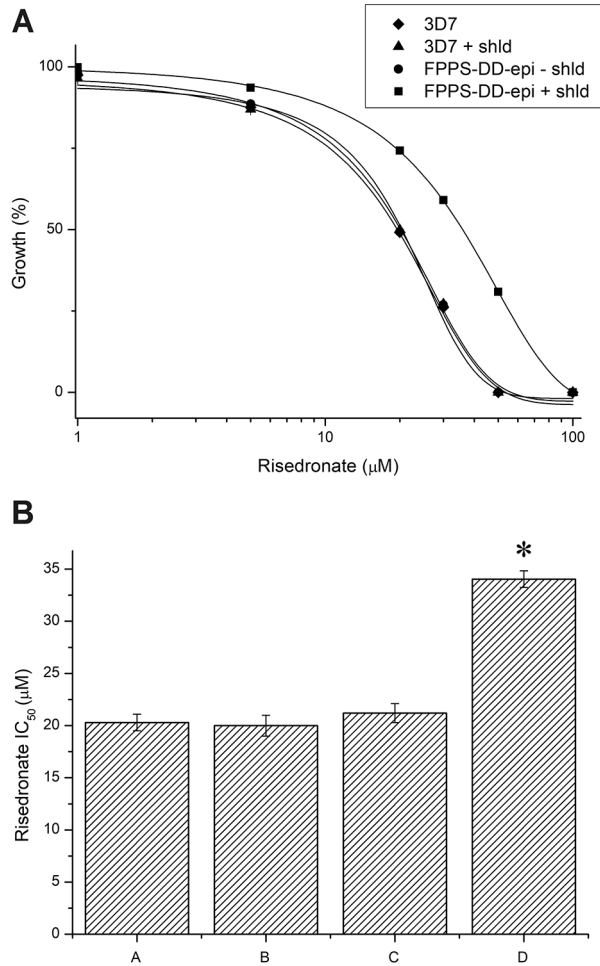 A
3D7
3D7 + shld
FPPS-DD-epi - shld
FPPS-DD-epi + shld
100
50
0
Growth (%)
1
10
100
Risedronate (μM)
B
*
35
30
25
20
15
10
5
0
Risedronate IC50 (μM)
A
B
C
D